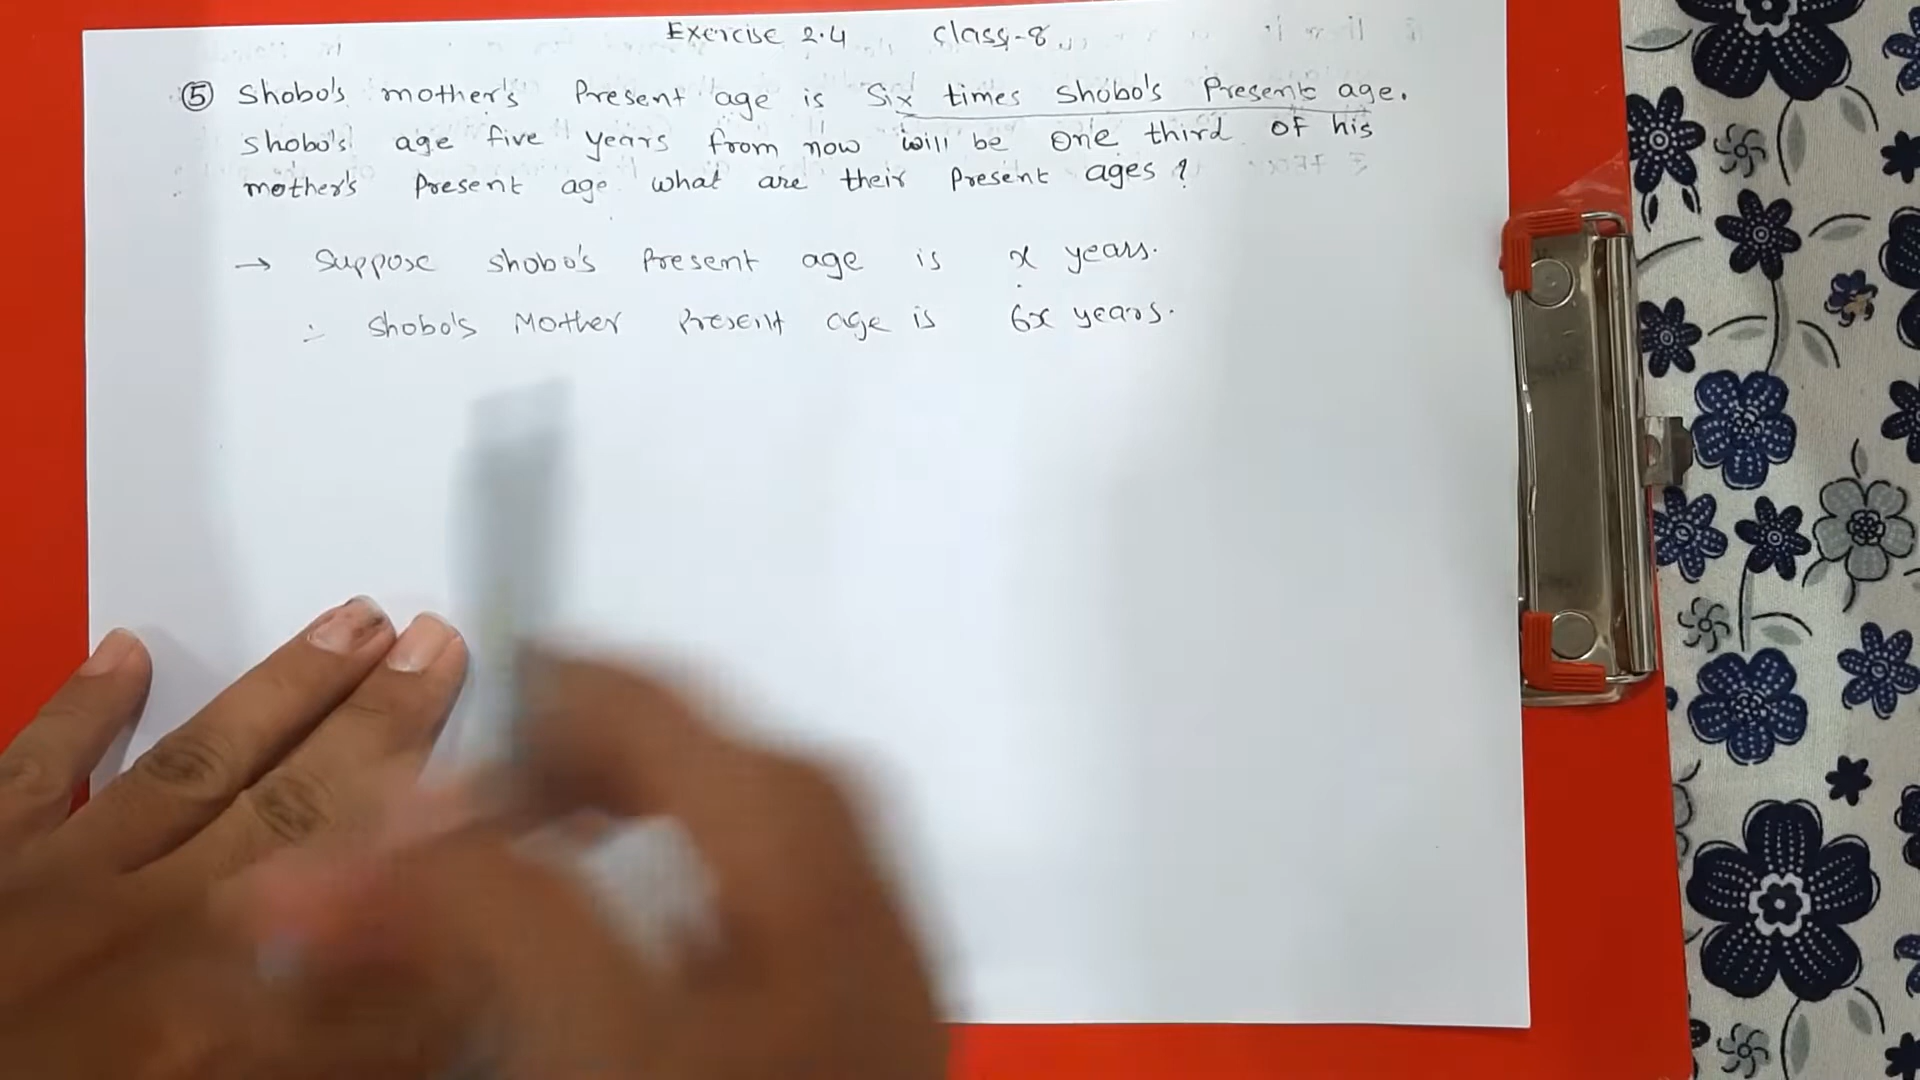 Exercise 2.4 Class-8
⑤ Shobo's mother's Present age is Six times Shobo's Present age.
Shobo's age five years from now will be One third of his
mother's Present age what are their Present ages?
→ Suppose Shobo's Present age is x years.
∴ Shobo's Mother Present age is 6x years.